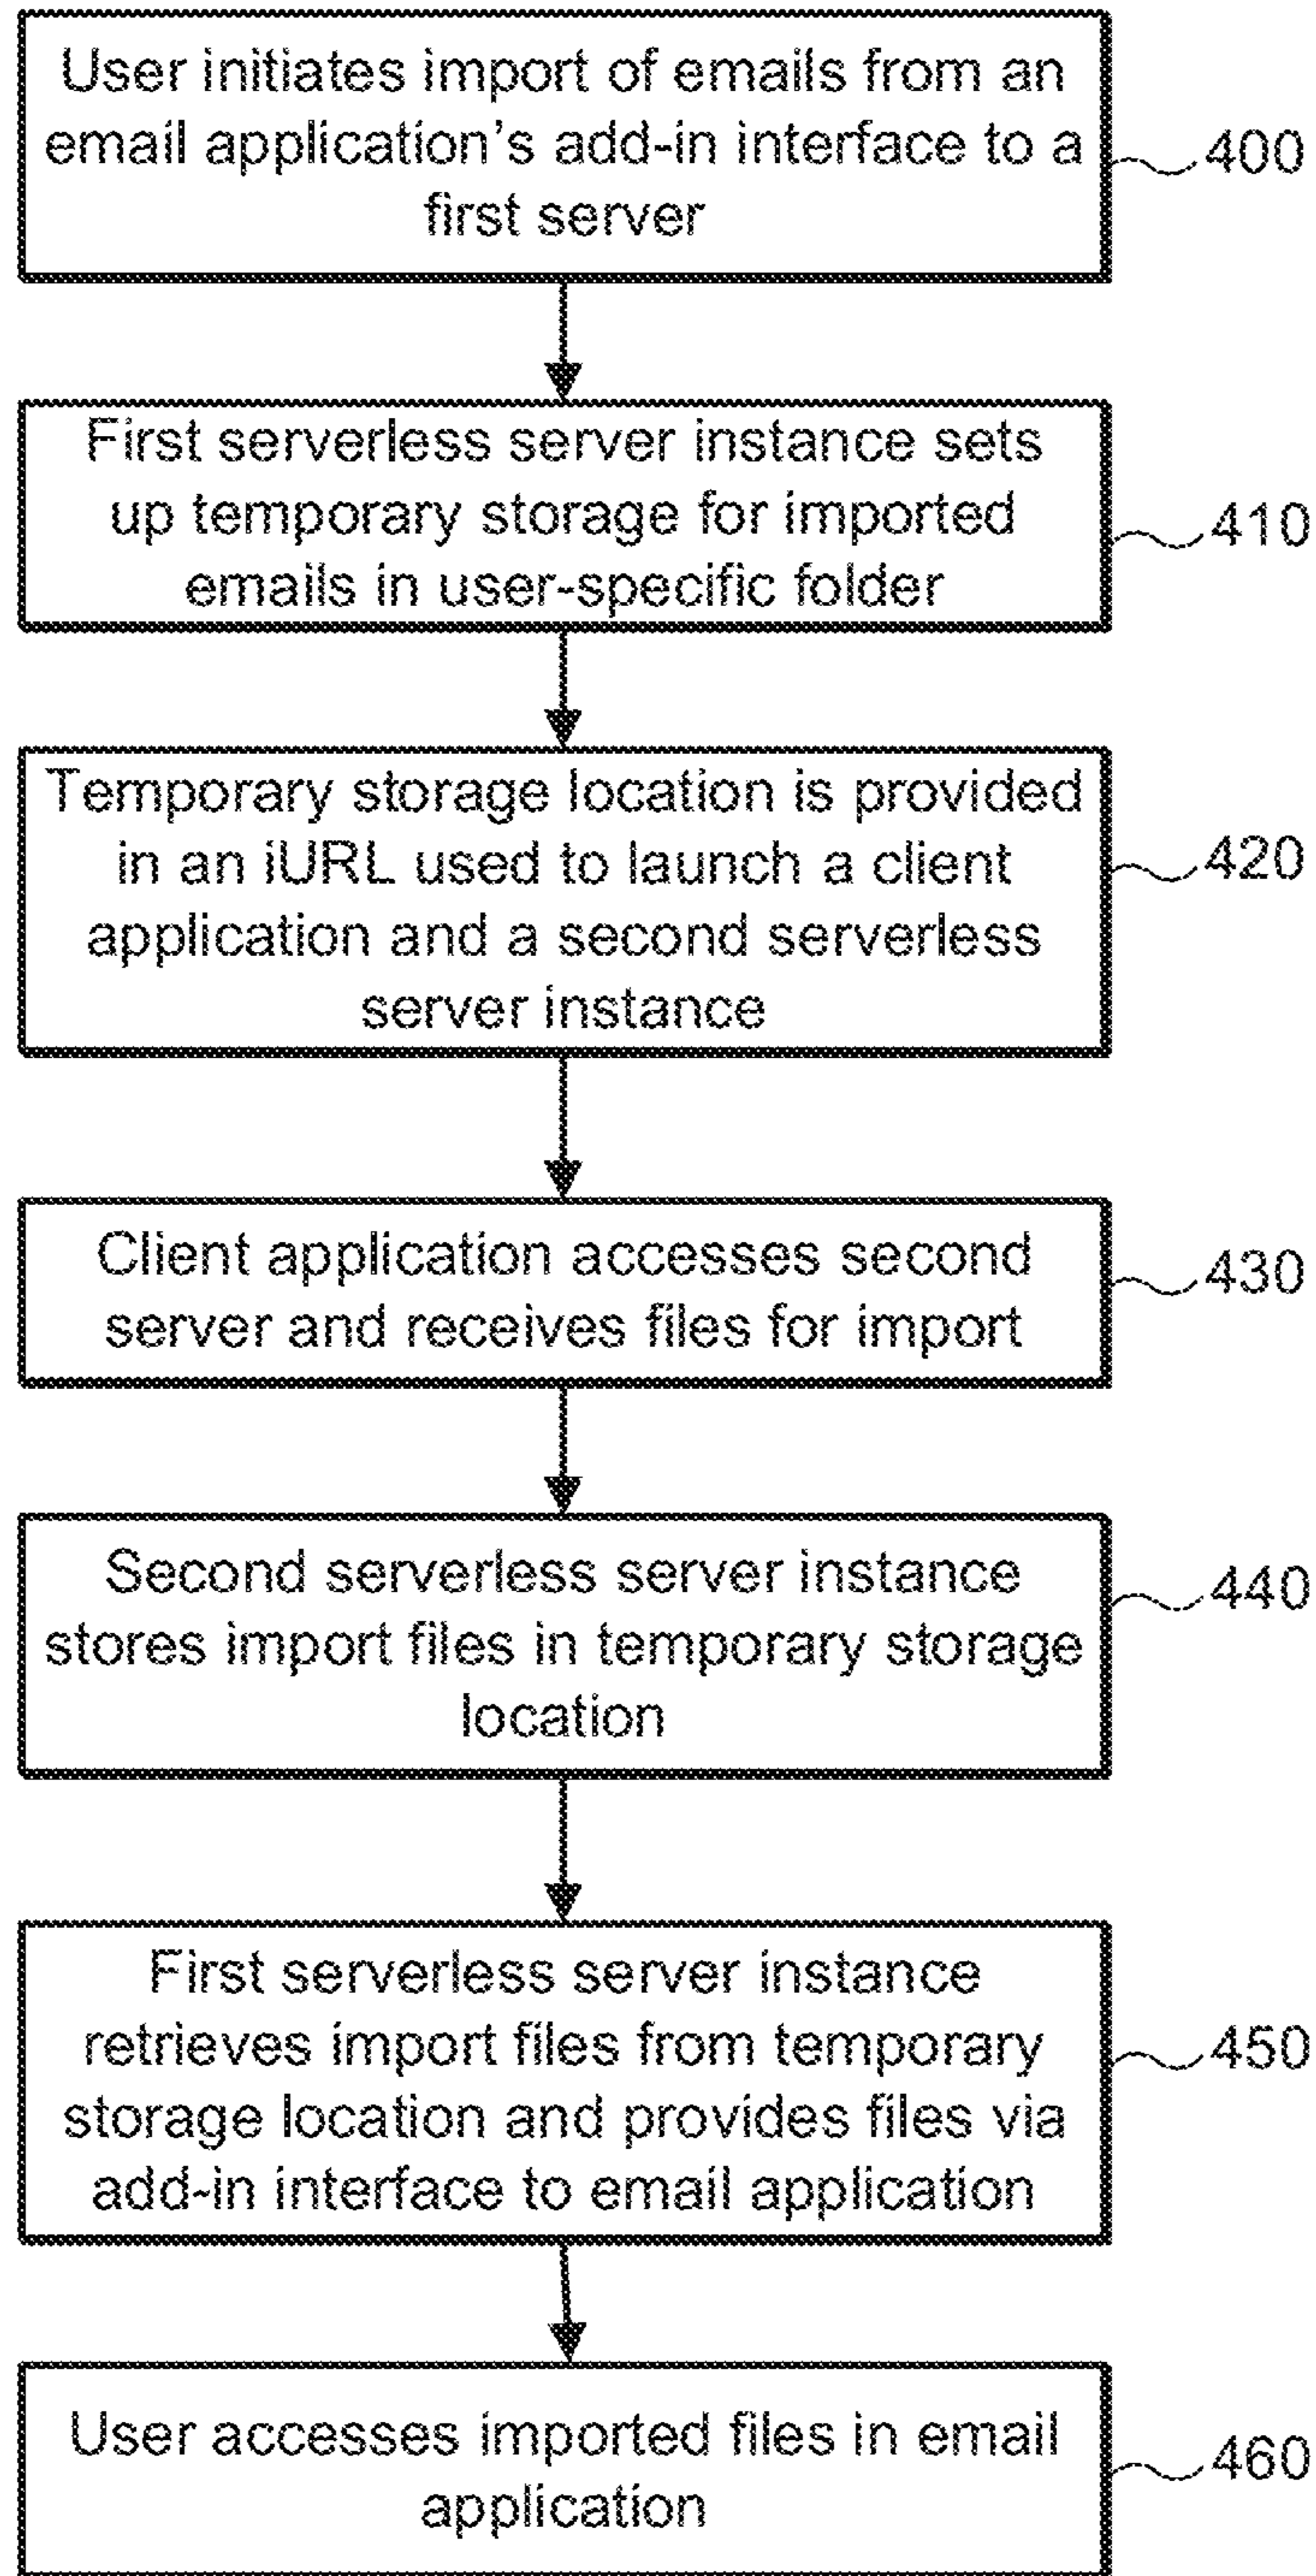 User initiates import of emails from an
email application's add-in interface to a
first server
400
First serverless server instance sets
up temporary storage for imported
emails in user-specific folder
410
Temporary storage location is provided
in an iURL used to launch a client
application and a second serverless
server instance
420
Client application accesses second
server and receives files for import
430
Second serverless server instance
stores import files in temporary storage
location
440
First serverless server instance
retrieves import files from temporary
storage location and provides files via
add-in interface to email application
450
User accesses imported files in email
application
460